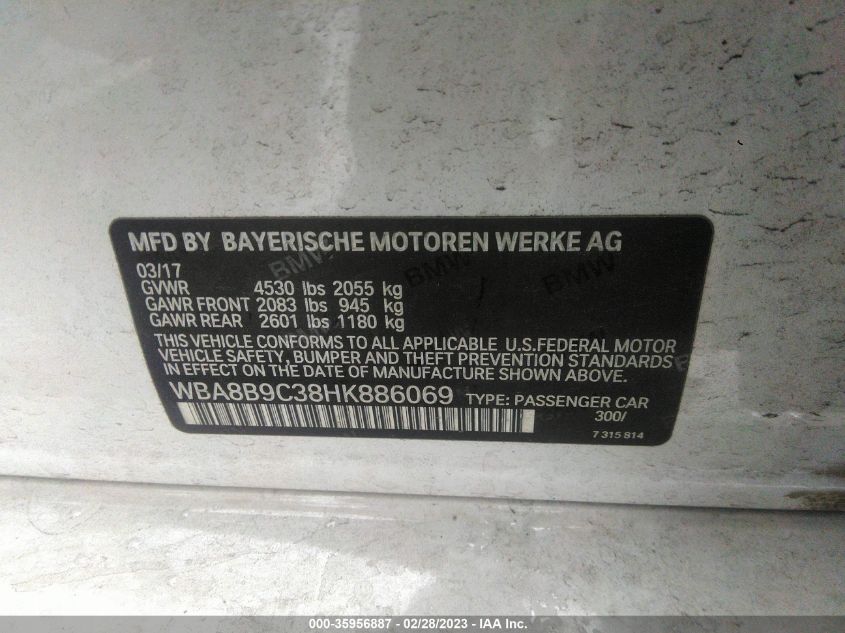 MFD BY BAYERISCHE MOTOREN WERKE AG
03/17
GVWR 4530 lbs 2055 kg
GAWR FRONT 2083 lbs 945 kg
GAWR REAR 2601 lbs 1180 kg
THIS VEHICLE CONFORMS TO ALL APPLICABLE U.S.FEDERAL MOTOR
VEHICLE SAFETY, BUMPER AND THEFT PREVENTION STANDARDS
IN EFFECT ON THE DATE OF MANUFACTURE SHOWN ABOVE.
WBA8B9C38HK886069 TYPE: PASSENGER CAR
300/
7 315 814
BMW BMW BMW
000-35956887 - 02/28/2023 - IAA Inc.